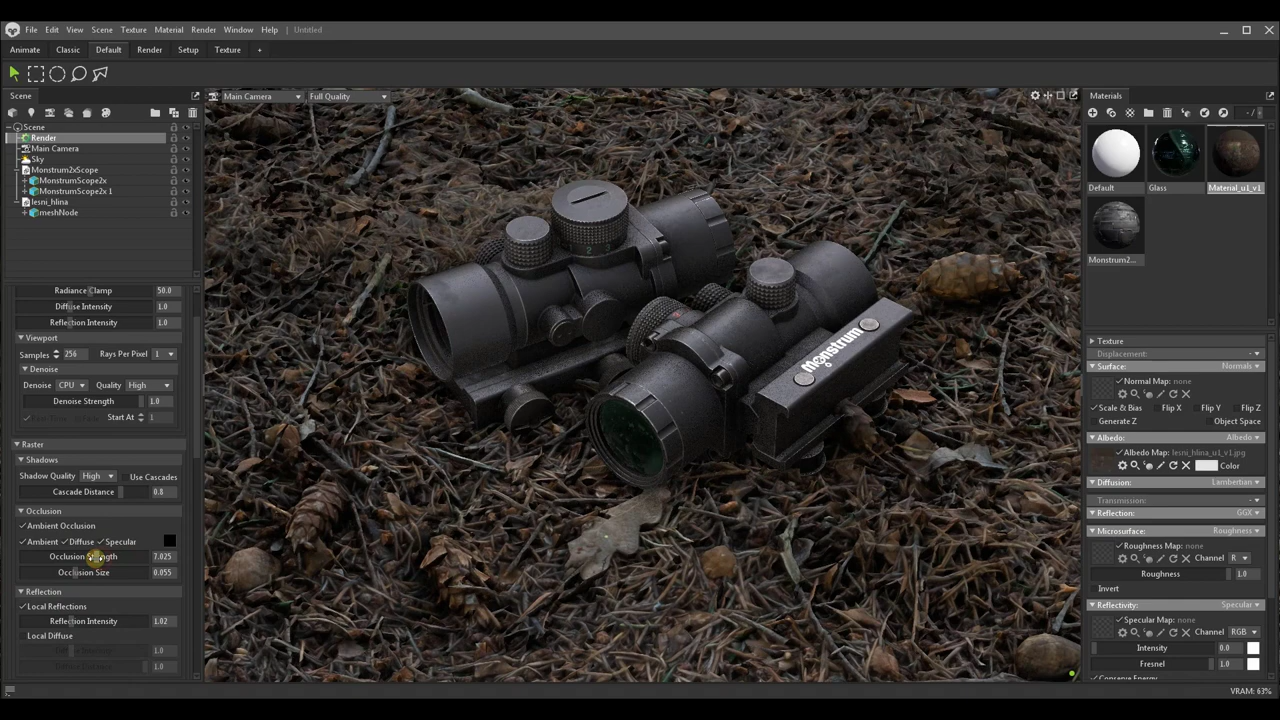 File Edit View Scene Texture Material Render Window Help | Untitled
Animate Classic Default Render Setup Texture +
Scene
Main Camera Full Quality
Materials
Scene
Render
Main Camera
Sky
Monstrum2xScope
MonstrumScope2x
MonstrumScope2x 1
lesni_hlina
meshNode
Default Glass Material_u1_v1
Monstrum2...
Radiance Clamp 50.0
Diffuse Intensity 1.0
Reflection Intensity 1.0
Viewport
Samples 256 Rays Per Pixel 1
Denoise
Denoise CPU Quality High
Denoise Strength 1.0
Start At 1
Raster
Shadows
Shadow Quality High Use Cascades
Cascade Distance 0.8
Occlusion
Ambient Occlusion
Ambient Diffuse Specular
Occlusion Strength 7.025
Occlusion Size 0.055
Reflection
Local Reflections
Reflection Intensity 1.02
Local Diffuse
1.0
1.0
2
Monstrum
Texture
Displacement:
Surface: Normals
Normal Map: none
Scale & Bias Flip X Flip Y Flip Z
Generate Z Object Space
Albedo: Albedo
Albedo Map: lesni_hlina_u1_v1.jpg
Color
Diffusion: Lambertian
Transmission:
Reflection: GGX
Microsurface: Roughness
Roughness Map: none
Channel R
Roughness 1.0
Invert
Reflectivity: Specular
Specular Map: none
Channel RGB
Intensity 0.0
Fresnel 1.0
Conserve Energy
VRAM: 63%